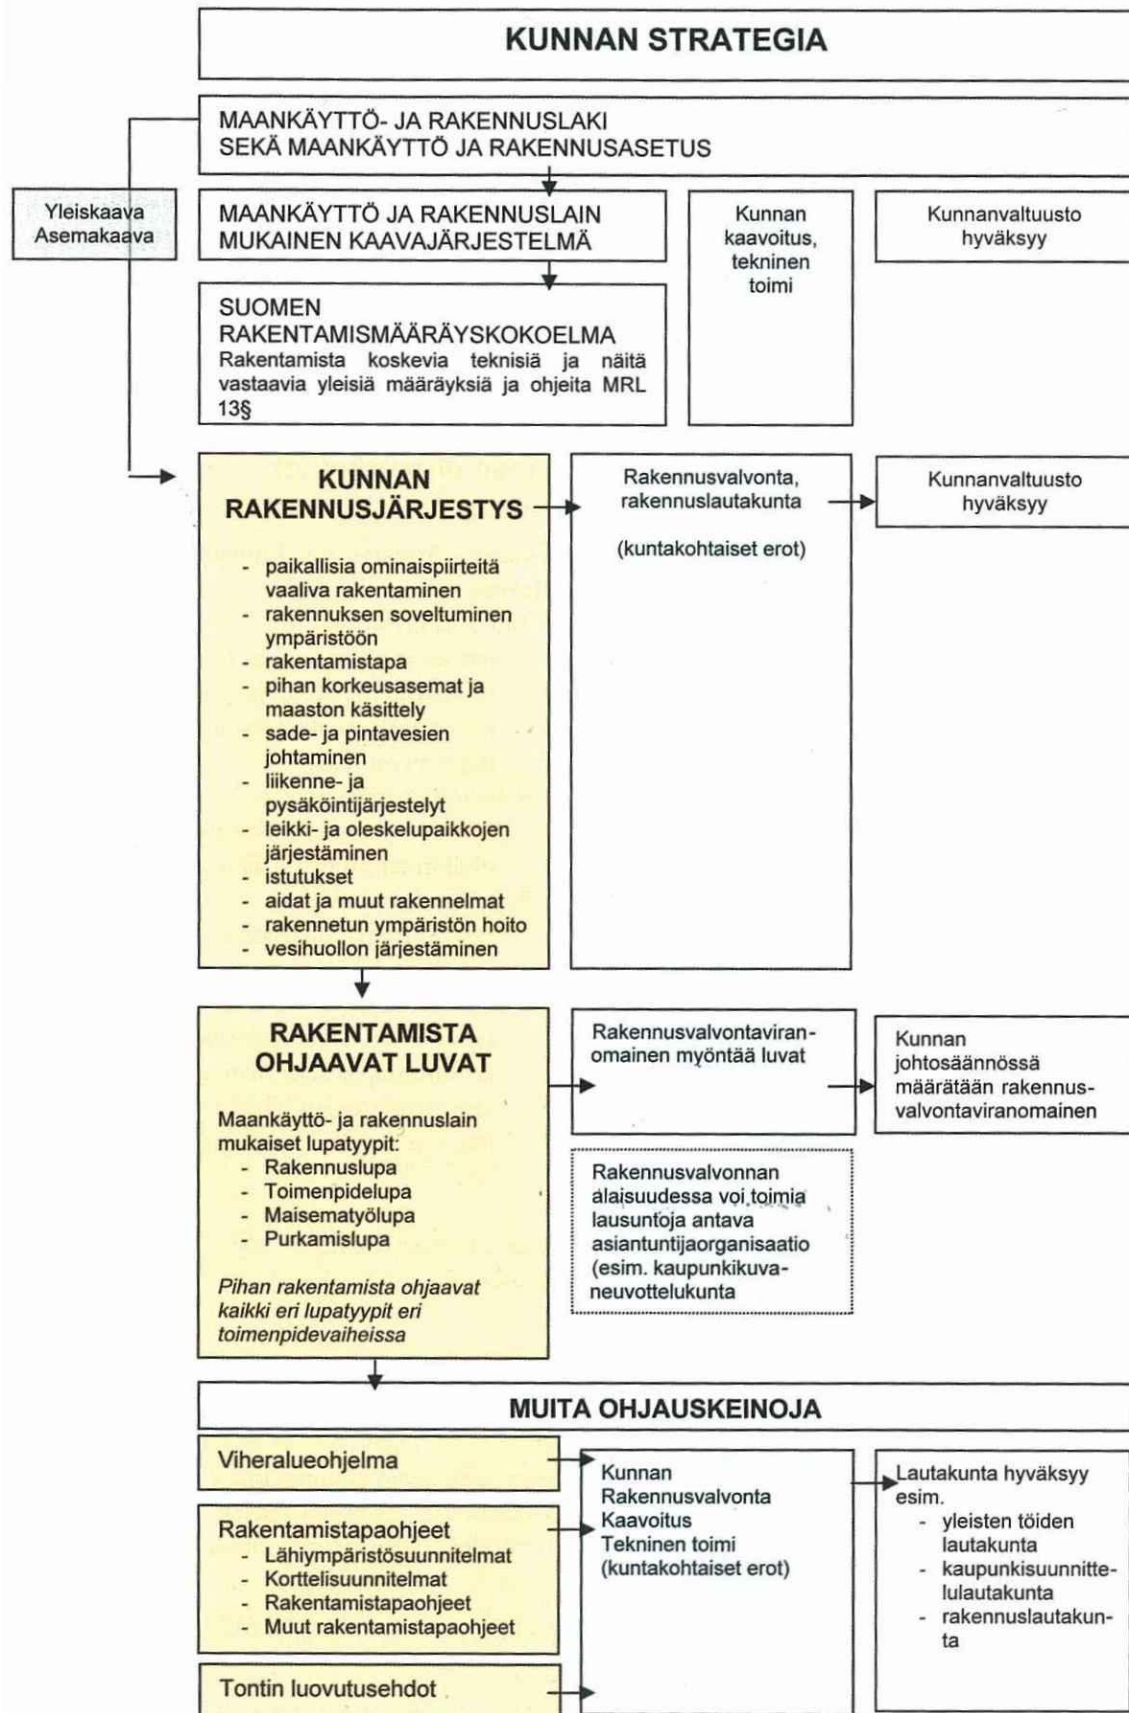 KUNNAN STRATEGIA
MAANKÄYTTÖ- JA RAKENNUSLAKI
SEKÄ MAANKÄYTTÖ JA RAKENNUSASETUS
Yleiskaava
Asemakaava
MAANKÄYTTÖ JA RAKENNUSLAIN
MUKAINEN KAAVAJÄRJESTELMÄ
Kunnan
kaavoitus,
tekninen
toimi
Kunnanvaltuusto
hyväksyy
SUOMEN
RAKENTAMISMÄÄRÄYSKOKOELMA
Rakentamista koskevia teknisiä ja näitä
vastaavia yleisiä määräyksiä ja ohjeita MRL
13§
KUNNAN
RAKENNUSJÄRJESTYS
- paikallisia ominaispiirteitä
vaaliva rakentaminen
- rakennuksen soveltuminen
ympäristöön
- rakentamistapa
- pihan korkeusasemat ja
maaston käsittely
- sade- ja pintavesien
johtaminen
- liikenne- ja
pysäköintijärjestelyt
- leikki- ja oleskelupaikkojen
järjestäminen
- istutukset
- aidat ja muut rakennelmat
- rakennetun ympäristön hoito
- vesihuollon järjestäminen
Rakennusvalvonta,
rakennuslautakunta
(kuntakohtaiset erot)
Kunnanvaltuusto
hyväksyy
RAKENTAMISTA
OHJAAVAT LUVAT
Maankäyttö- ja rakennuslain
mukaiset lupatyypit:
- Rakennuslupa
- Toimenpidelupa
- Maisematyölupa
- Purkamislupa
Pihan rakentamista ohjaavat
kaikki eri lupatyypit eri
toimenpidevaiheissa
Rakennusvalvontaviran-
omainen myöntää luvat
Kunnan
johtosäännössä
määrätään rakennus-
valvontaviranomainen
Rakennusvalvonnan
alaisuudessa voi toimia
lausuntoja antava
asiantuntijaorganisaatio
(esim. kaupunkikuva-
neuvottelukunta
MUITA OHJAUSKEINOJA
Viheralueohjelma
Rakentamistapaohjeet
- Lähiympäristösuunnitelmat
- Korttelisuunnitelmat
- Rakentamistapaohjeet
- Muut rakentamistapaohjeet
Tontin luovutusehdot
Kunnan
Rakennusvalvonta
Kaavoitus
Tekninen toimi
(kuntakohtaiset erot)
Lautakunta hyväksyy
esim.
- yleisten töiden
lautakunta
- kaupunkisuunnitte-
lulautakunta
- rakennuslautakun-
ta